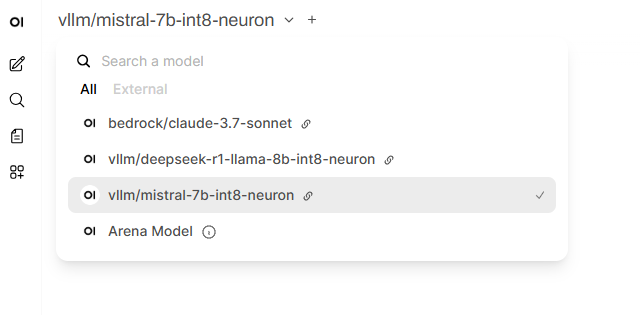 OI vllm/mistral-7b-int8-neuron
Search a model
All External
OI bedrock/claude-3.7-sonnet
OI vllm/deepseek-r1-llama-8b-int8-neuron
OI vllm/mistral-7b-int8-neuron
OI Arena Model